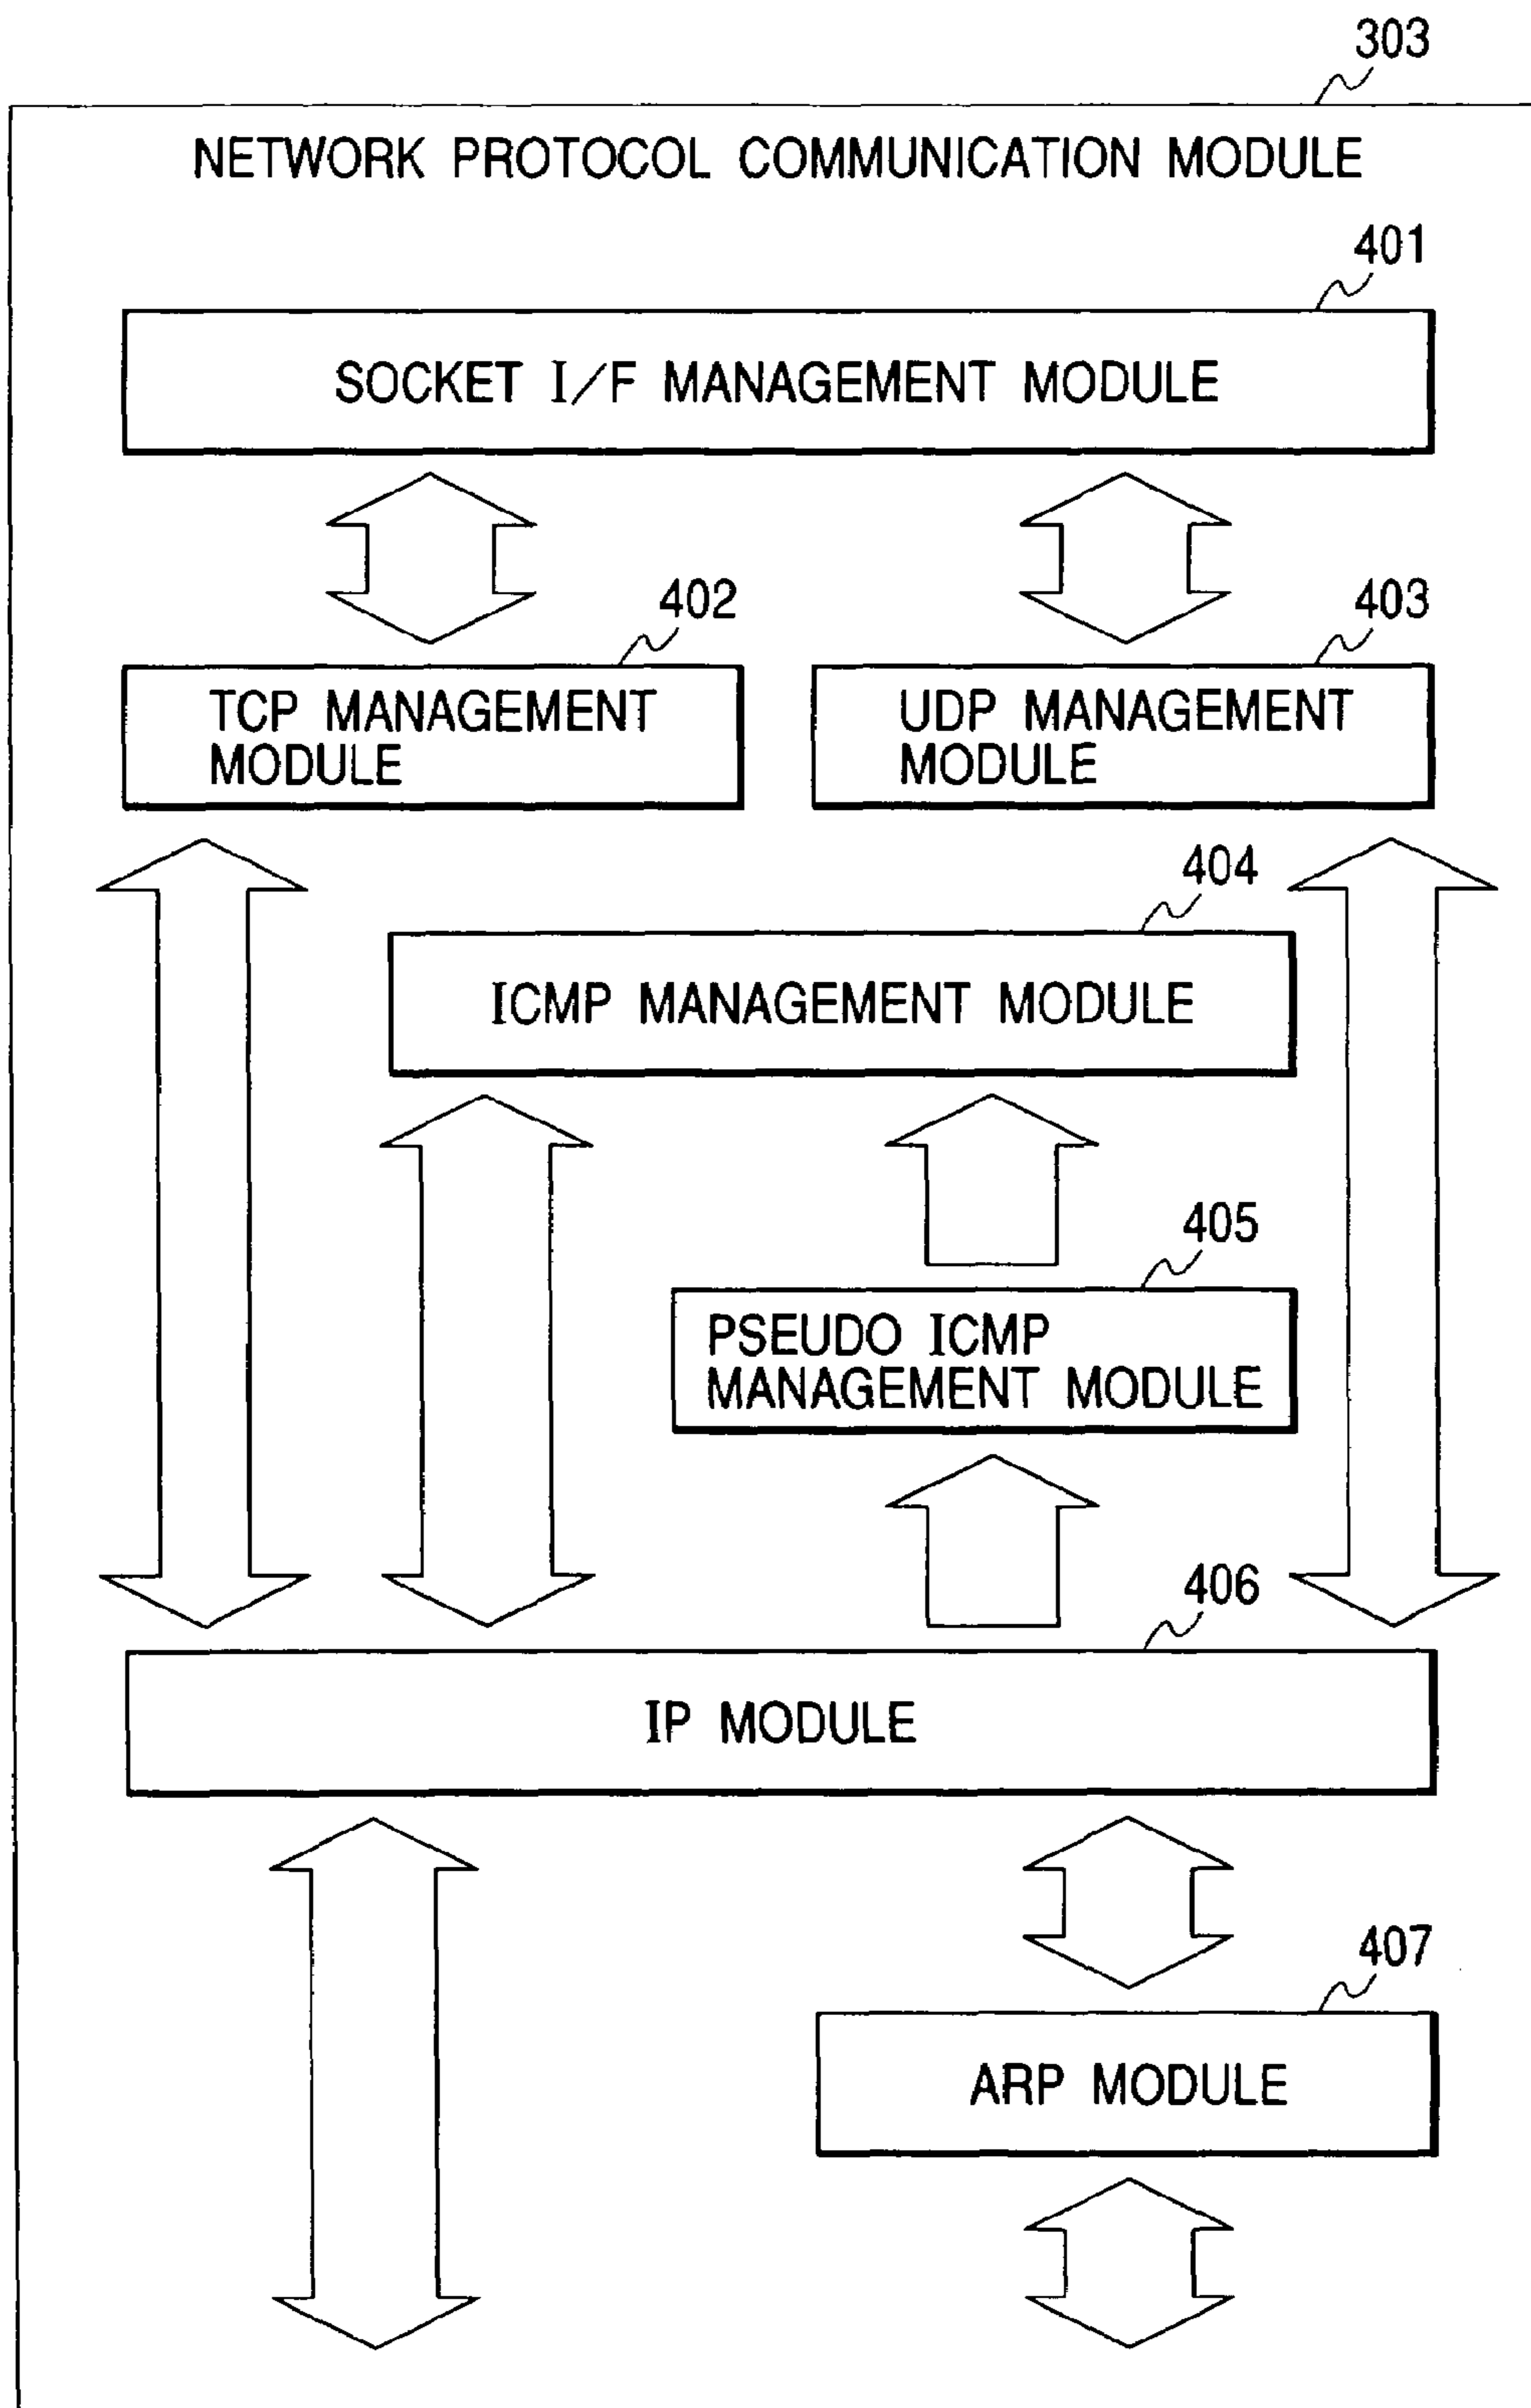 303
NETWORK PROTOCOL COMMUNICATION MODULE
401
SOCKET I/F MANAGEMENT MODULE
402
403
TCP MANAGEMENT
MODULE
UDP MANAGEMENT
MODULE
404
ICMP MANAGEMENT MODULE
405
PSEUDO ICMP
MANAGEMENT MODULE
406
IP MODULE
407
ARP MODULE